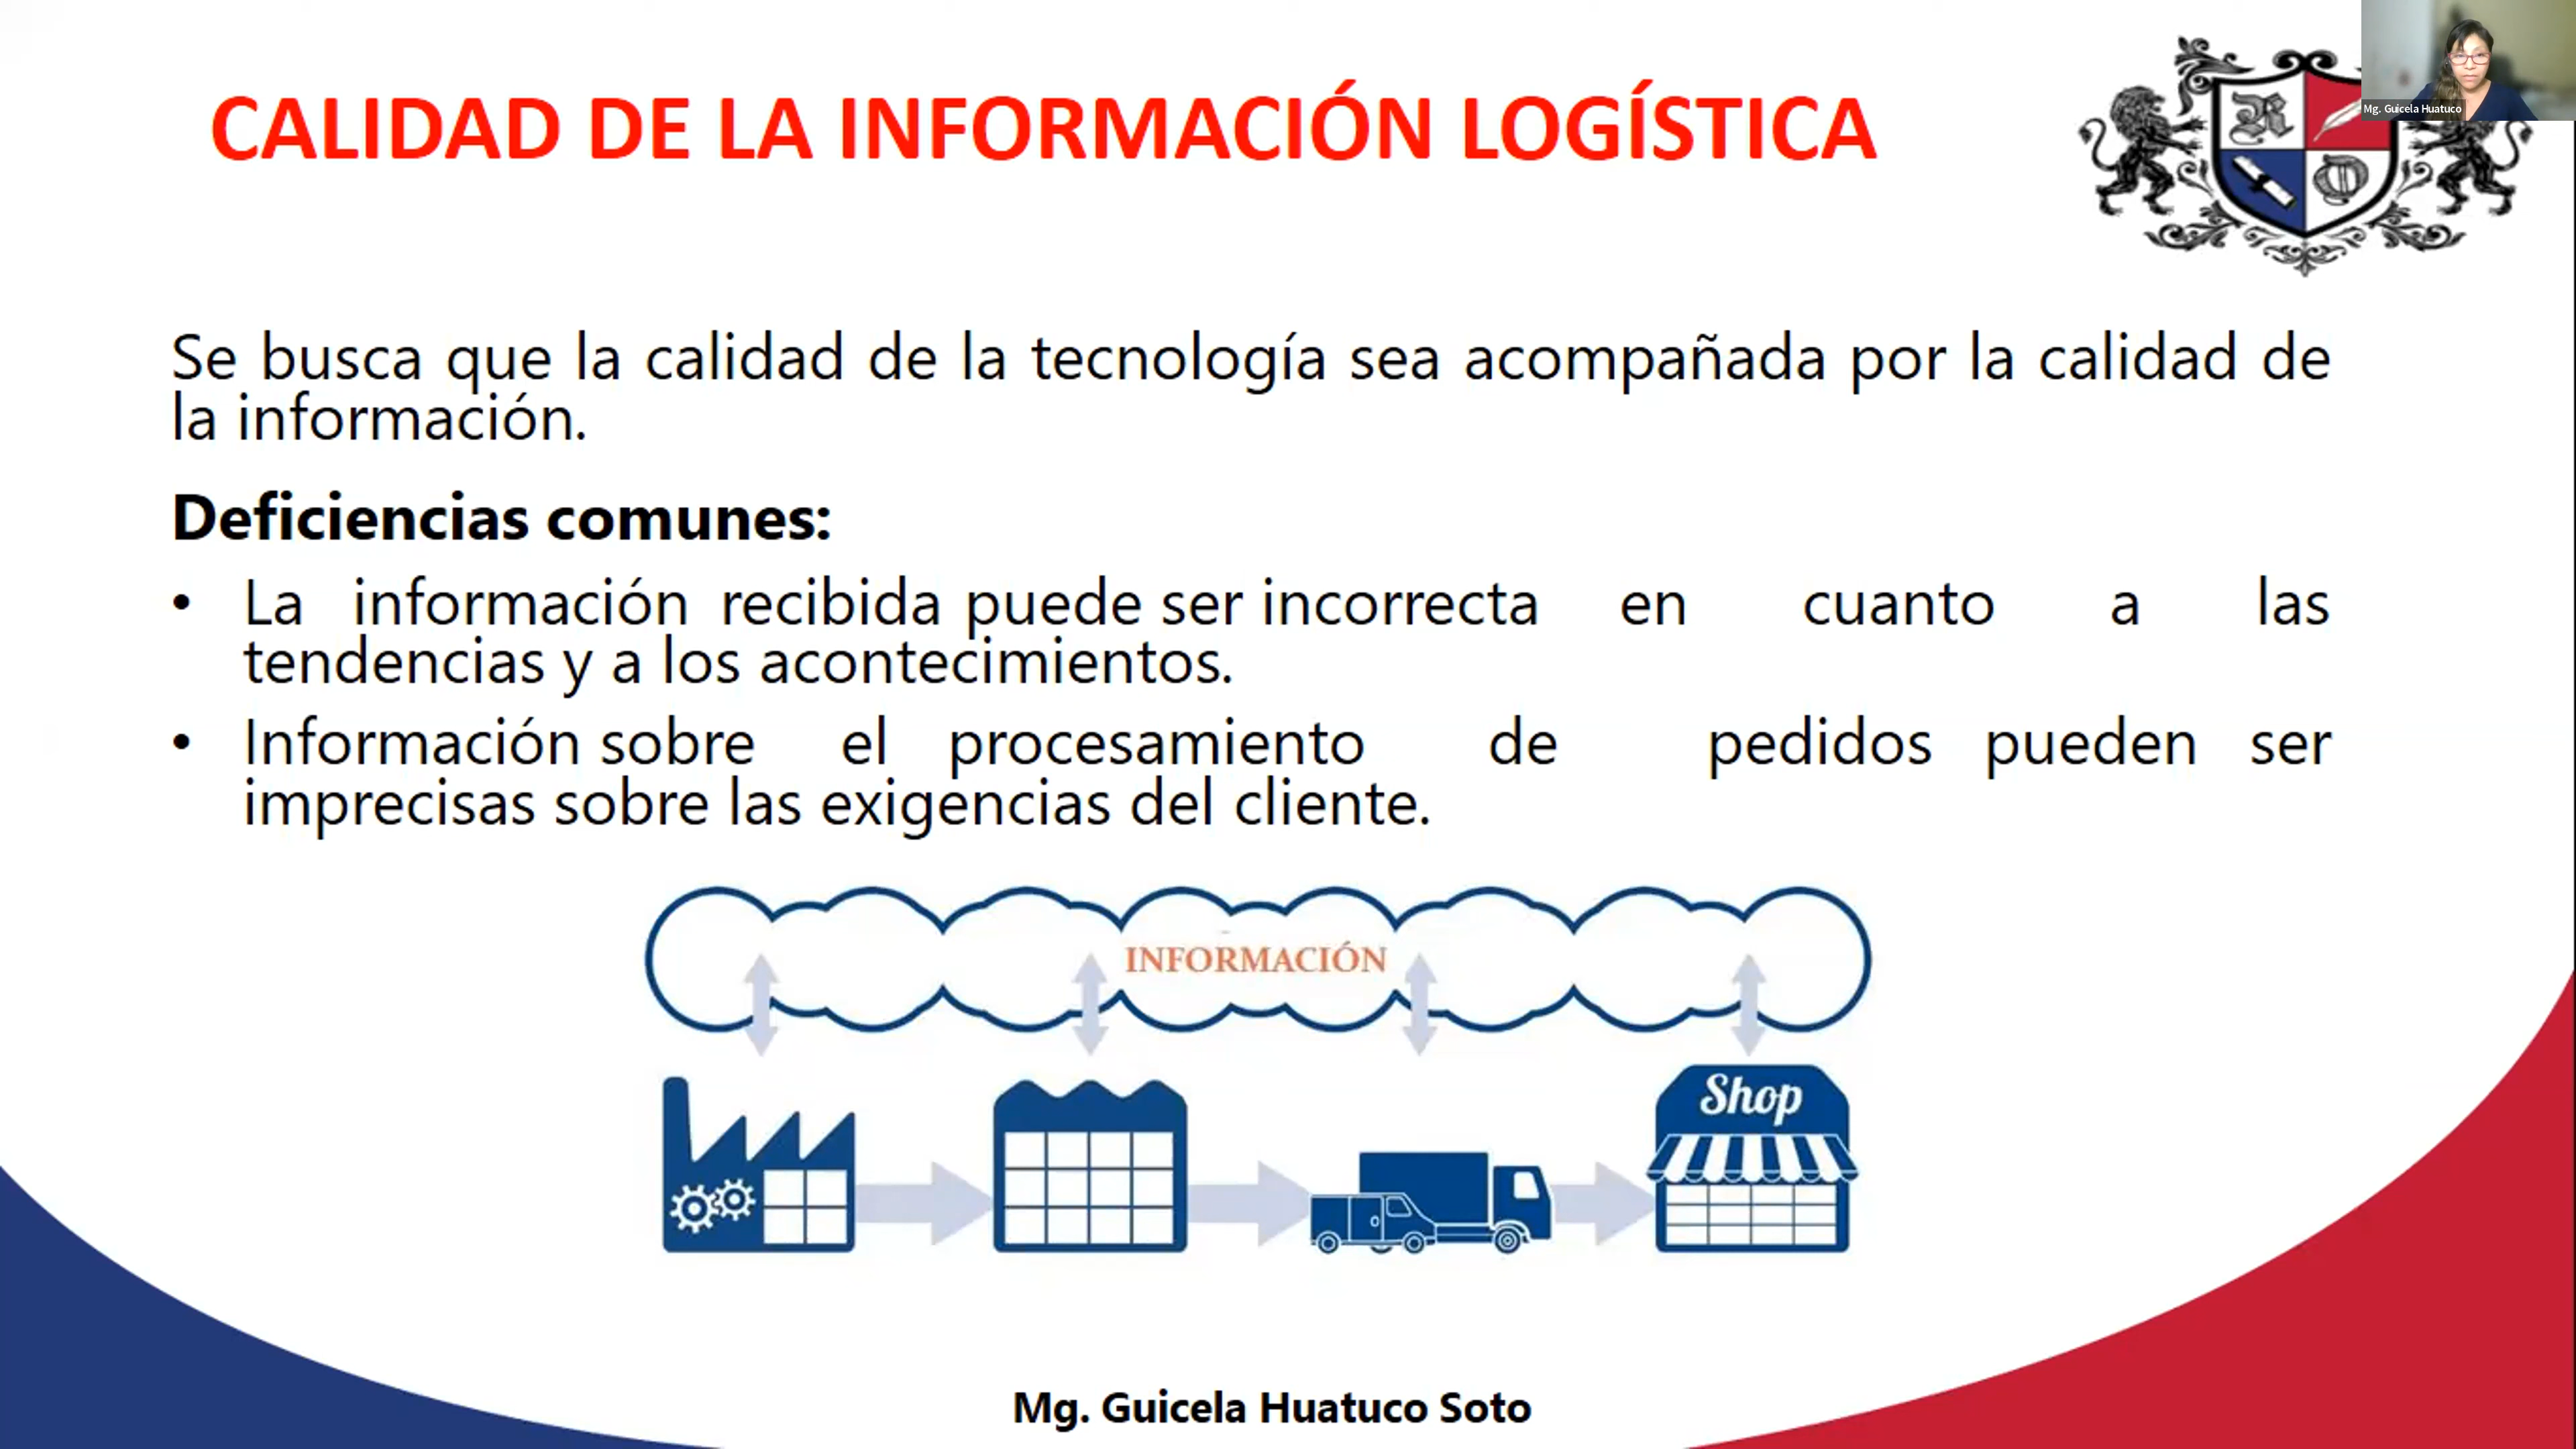 CALIDAD DE LA INFORMACIÓN LOGÍSTICA
Mg. Guicela Huatuco
Se busca que la calidad de la tecnología sea acompañada por la calidad de
la información.
Deficiencias comunes:
• La información recibida puede ser incorrecta en cuanto a las
tendencias y a los acontecimientos.
• Información sobre el procesamiento de pedidos pueden ser
imprecisas sobre las exigencias del cliente.
INFORMACIÓN
Shop
Mg. Guicela Huatuco Soto